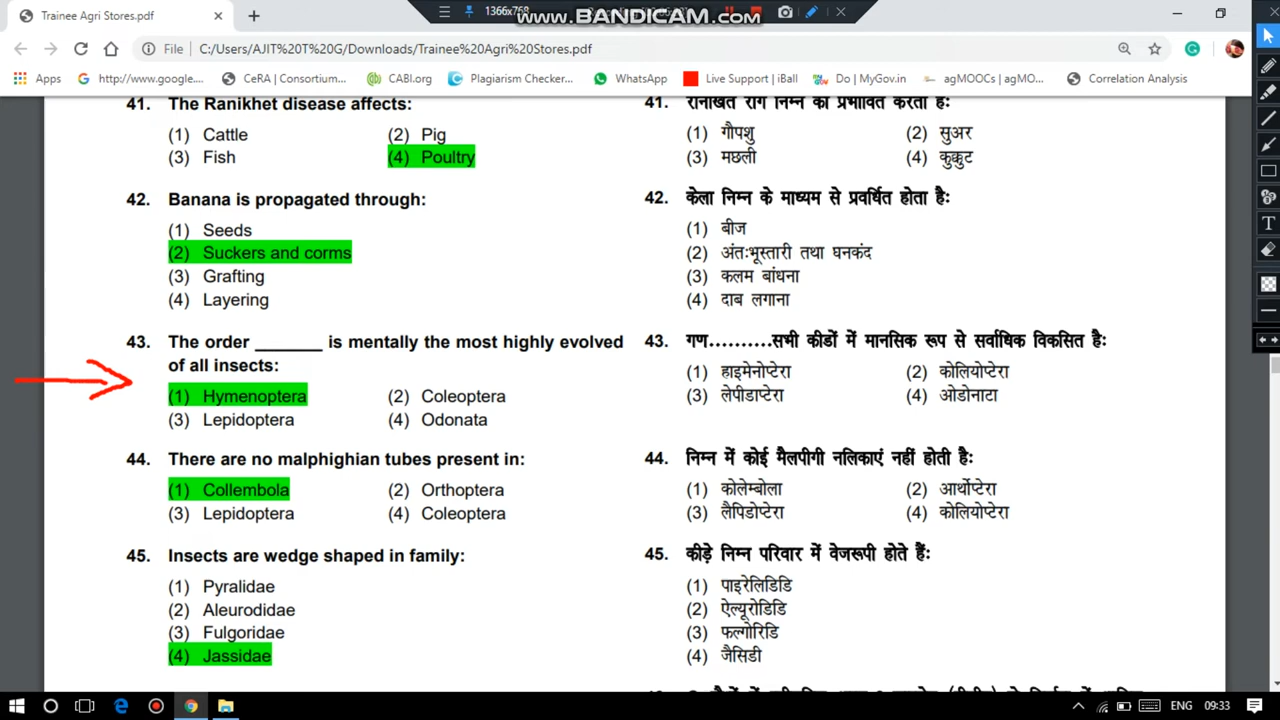 Trainee Agri Stores.pdf
1366x768
www.BANDICAM.com
File C:/Users/AJIT%20T%20G/Downloads/Trainee%20Agri%20Stores.pdf
Apps http://www.google.... CeRA | Consortium... CABI.org Plagiarism Checker... WhatsApp Live Support | iBall Do | MyGov.in agMOOCs | agMO... Correlation Analysis
41. The Ranikhet disease affects:
(1) Cattle (2) Pig
(3) Fish (4) Poultry
42. Banana is propagated through:
(1) Seeds
(2) Suckers and corms
(3) Grafting
(4) Layering
43. The order _______ is mentally the most highly evolved
of all insects:
(1) Hymenoptera (2) Coleoptera
(3) Lepidoptera (4) Odonata
44. There are no malphighian tubes present in:
(1) Collembola (2) Orthoptera
(3) Lepidoptera (4) Coleoptera
45. Insects are wedge shaped in family:
(1) Pyralidae
(2) Aleurodidae
(3) Fulgoridae
(4) Jassidae
41. रानीखेत रोग निम्न को प्रभावित करता हैः
(1) गौपशु (2) सुअर
(3) मछली (4) कुक्कुट
42. केला निम्न के माध्यम से प्रवर्धित होता हैः
(1) बीज
(2) अंतःभूस्तारी तथा घनकंद
(3) कलम बांधना
(4) दाब लगाना
43. गण..........सभी कीडों में मानसिक रूप से सर्वाधिक विकसित हैः
(1) हाइमेनोप्टेरा (2) कोलियोप्टेरा
(3) लेपीडाप्टेरा (4) ओडोनाटा
44. निम्न में कोई मैलपीगी नलिकाएं नहीं होती हैः
(1) कोलेम्बोला (2) आर्थोप्टेरा
(3) लैपिडोप्टेरा (4) कोलियोप्टेरा
45. कीड़े निम्न परिवार में वेजरूपी होते हैंः
(1) पाइरेलिडिडि
(2) ऐल्यूरोडिडि
(3) फल्गोरिडि
(4) जैसिडी
ENG 09:33